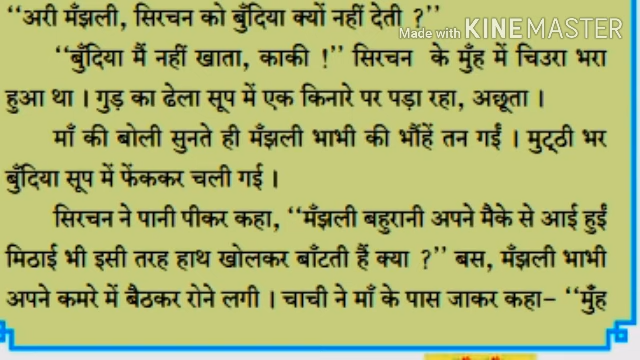 ‘‘अरी मँझली, सिरचन को बुँदिया क्यों नहीं देती ?’’
Made with KINEMASTER
‘‘बुँदिया मैं नहीं खाता, काकी !’’ सिरचन के मुँह में चिउरा भरा
हुआ था । गुड़ का ढेला सूप में एक किनारे पर पड़ा रहा, अछूता ।
माँ की बोली सुनते ही मँझली भाभी की भौंहें तन गईं । मुट्ठी भर
बुँदिया सूप में फेंककर चली गई ।
सिरचन ने पानी पीकर कहा, ‘‘मँझली बहुरानी अपने मैके से आई हुई
मिठाई भी इसी तरह हाथ खोलकर बाँटती हैं क्या ?’’ बस, मँझली भाभी
अपने कमरे में बैठकर रोने लगी । चाची ने माँ के पास जाकर कहा– ‘‘मुँह